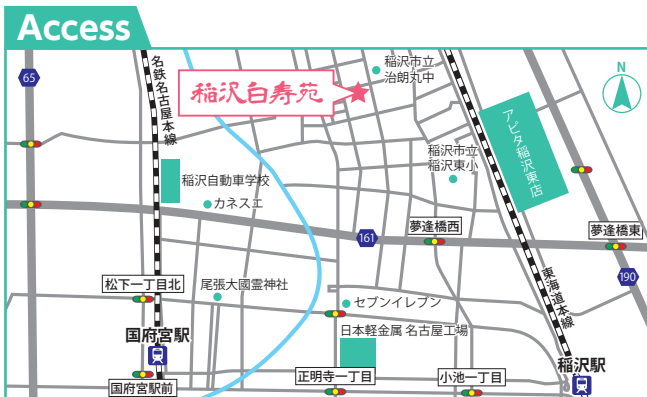 Access
65
名鉄名古屋本線
稲沢白寿苑
稲沢市立
治朗丸中
N
アピタ稲沢東店
稲沢市立
稲沢東小
稲沢自動車学校
カネスエ
161
夢逢橋西
夢逢橋東
190
東海道本線
松下一丁目北
尾張大國霊神社
セブンイレブン
国府宮駅
日本軽金属 名古屋工場
稲沢駅
国府宮駅前
正明寺一丁目
小池一丁目